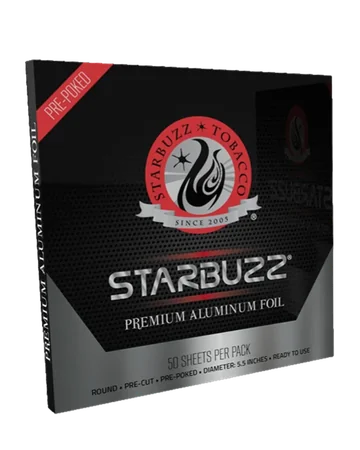 PRE-POKED
PREMIUM ALUMINUM FOIL
STARBUZZ ★ TOBACCO
SINCE 2005
®
STARBUZZ
STARBUZZ®
PREMIUM ALUMINUM FOIL
50 SHEETS PER PACK
ROUND • PRE-CUT • PRE-POKED • DIAMETER: 5.5 INCHES • READY TO USE